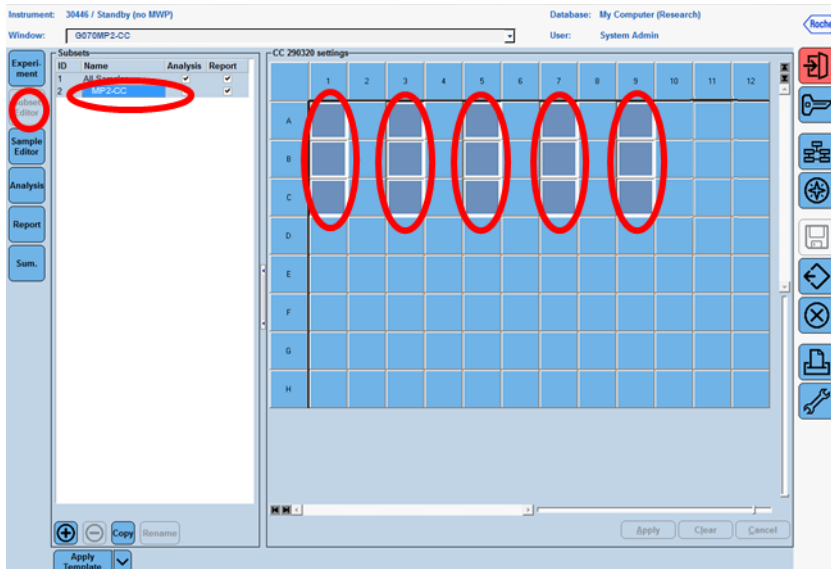 Instrument: 30446 / Standby (no MWP) Database: My Computer (Research)
Window: G070MP2-CC User: System Admin
Roche
Experi-
ment
Subset
Editor
Sample
Editor
Analysis
Report
Sum.
Subsets
ID Name Analysis Report
1 All Samples
2 MP2-CC
CC 290320 settings
1 2 3 4 5 6 7 8 9 10 11 12
A
B
C
D
E
F
G
H
Copy Rename
Apply Clear Cancel
Apply
Template